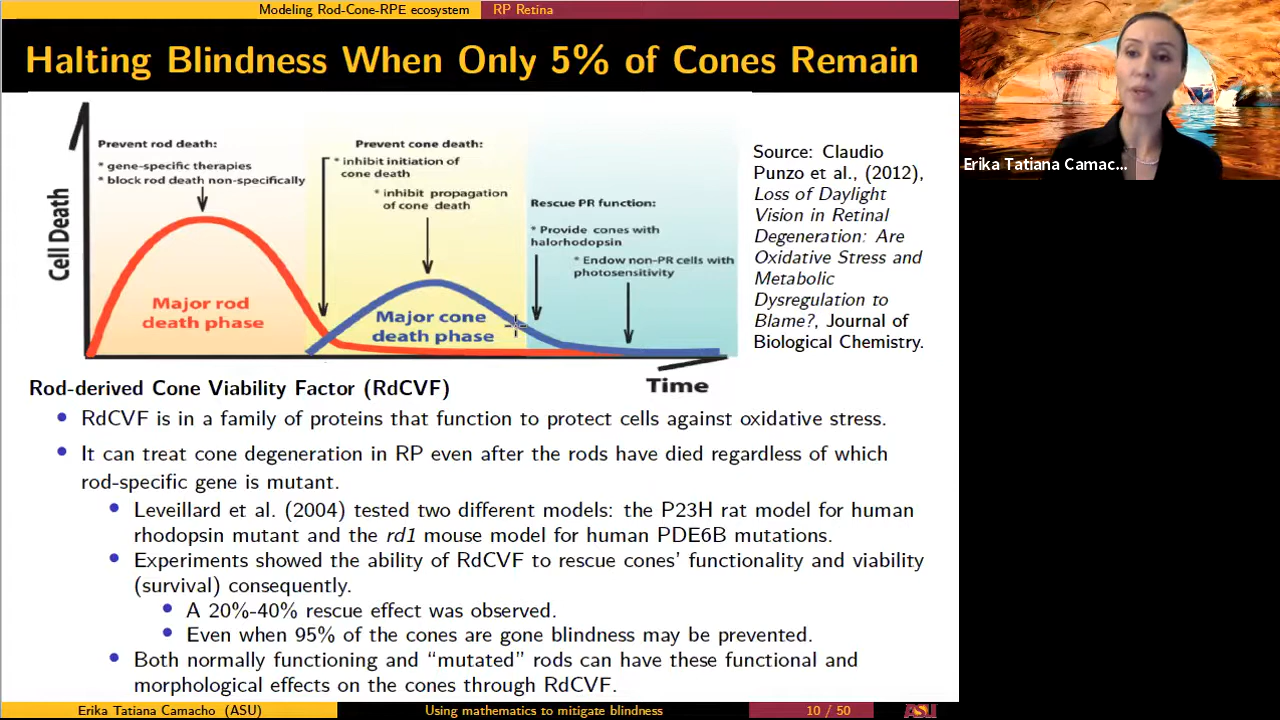 Modeling Rod-Cone-RPE ecosystem
RP Retina
Halting Blindness When Only 5% of Cones Remain
Cell Death
Prevent rod death:
* gene-specific therapies
* block rod death non-specifically
Major rod
death phase
Prevent cone death:
* inhibit initiation of
cone death
* inhibit propagation
of cone death
Major cone
death phase
Rescue PR function:
* Provide cones with
halorhodopsin
* Endow non-PR cells with
photosensitivity
Time
Source: Claudio
Punzo et al., (2012),
Loss of Daylight
Vision in Retinal
Degeneration: Are
Oxidative Stress and
Metabolic
Dysregulation to
Blame?, Journal of
Biological Chemistry.
Erika Tatiana Camac...
Rod-derived Cone Viability Factor (RdCVF)
• RdCVF is in a family of proteins that function to protect cells against oxidative stress.
• It can treat cone degeneration in RP even after the rods have died regardless of which
rod-specific gene is mutant.
• Leveillard et al. (2004) tested two different models: the P23H rat model for human
rhodopsin mutant and the rd1 mouse model for human PDE6B mutations.
• Experiments showed the ability of RdCVF to rescue cones' functionality and viability
(survival) consequently.
• A 20%-40% rescue effect was observed.
• Even when 95% of the cones are gone blindness may be prevented.
• Both normally functioning and “mutated” rods can have these functional and
morphological effects on the cones through RdCVF.
Erika Tatiana Camacho (ASU)
Using mathematics to mitigate blindness
10 / 50
ASU